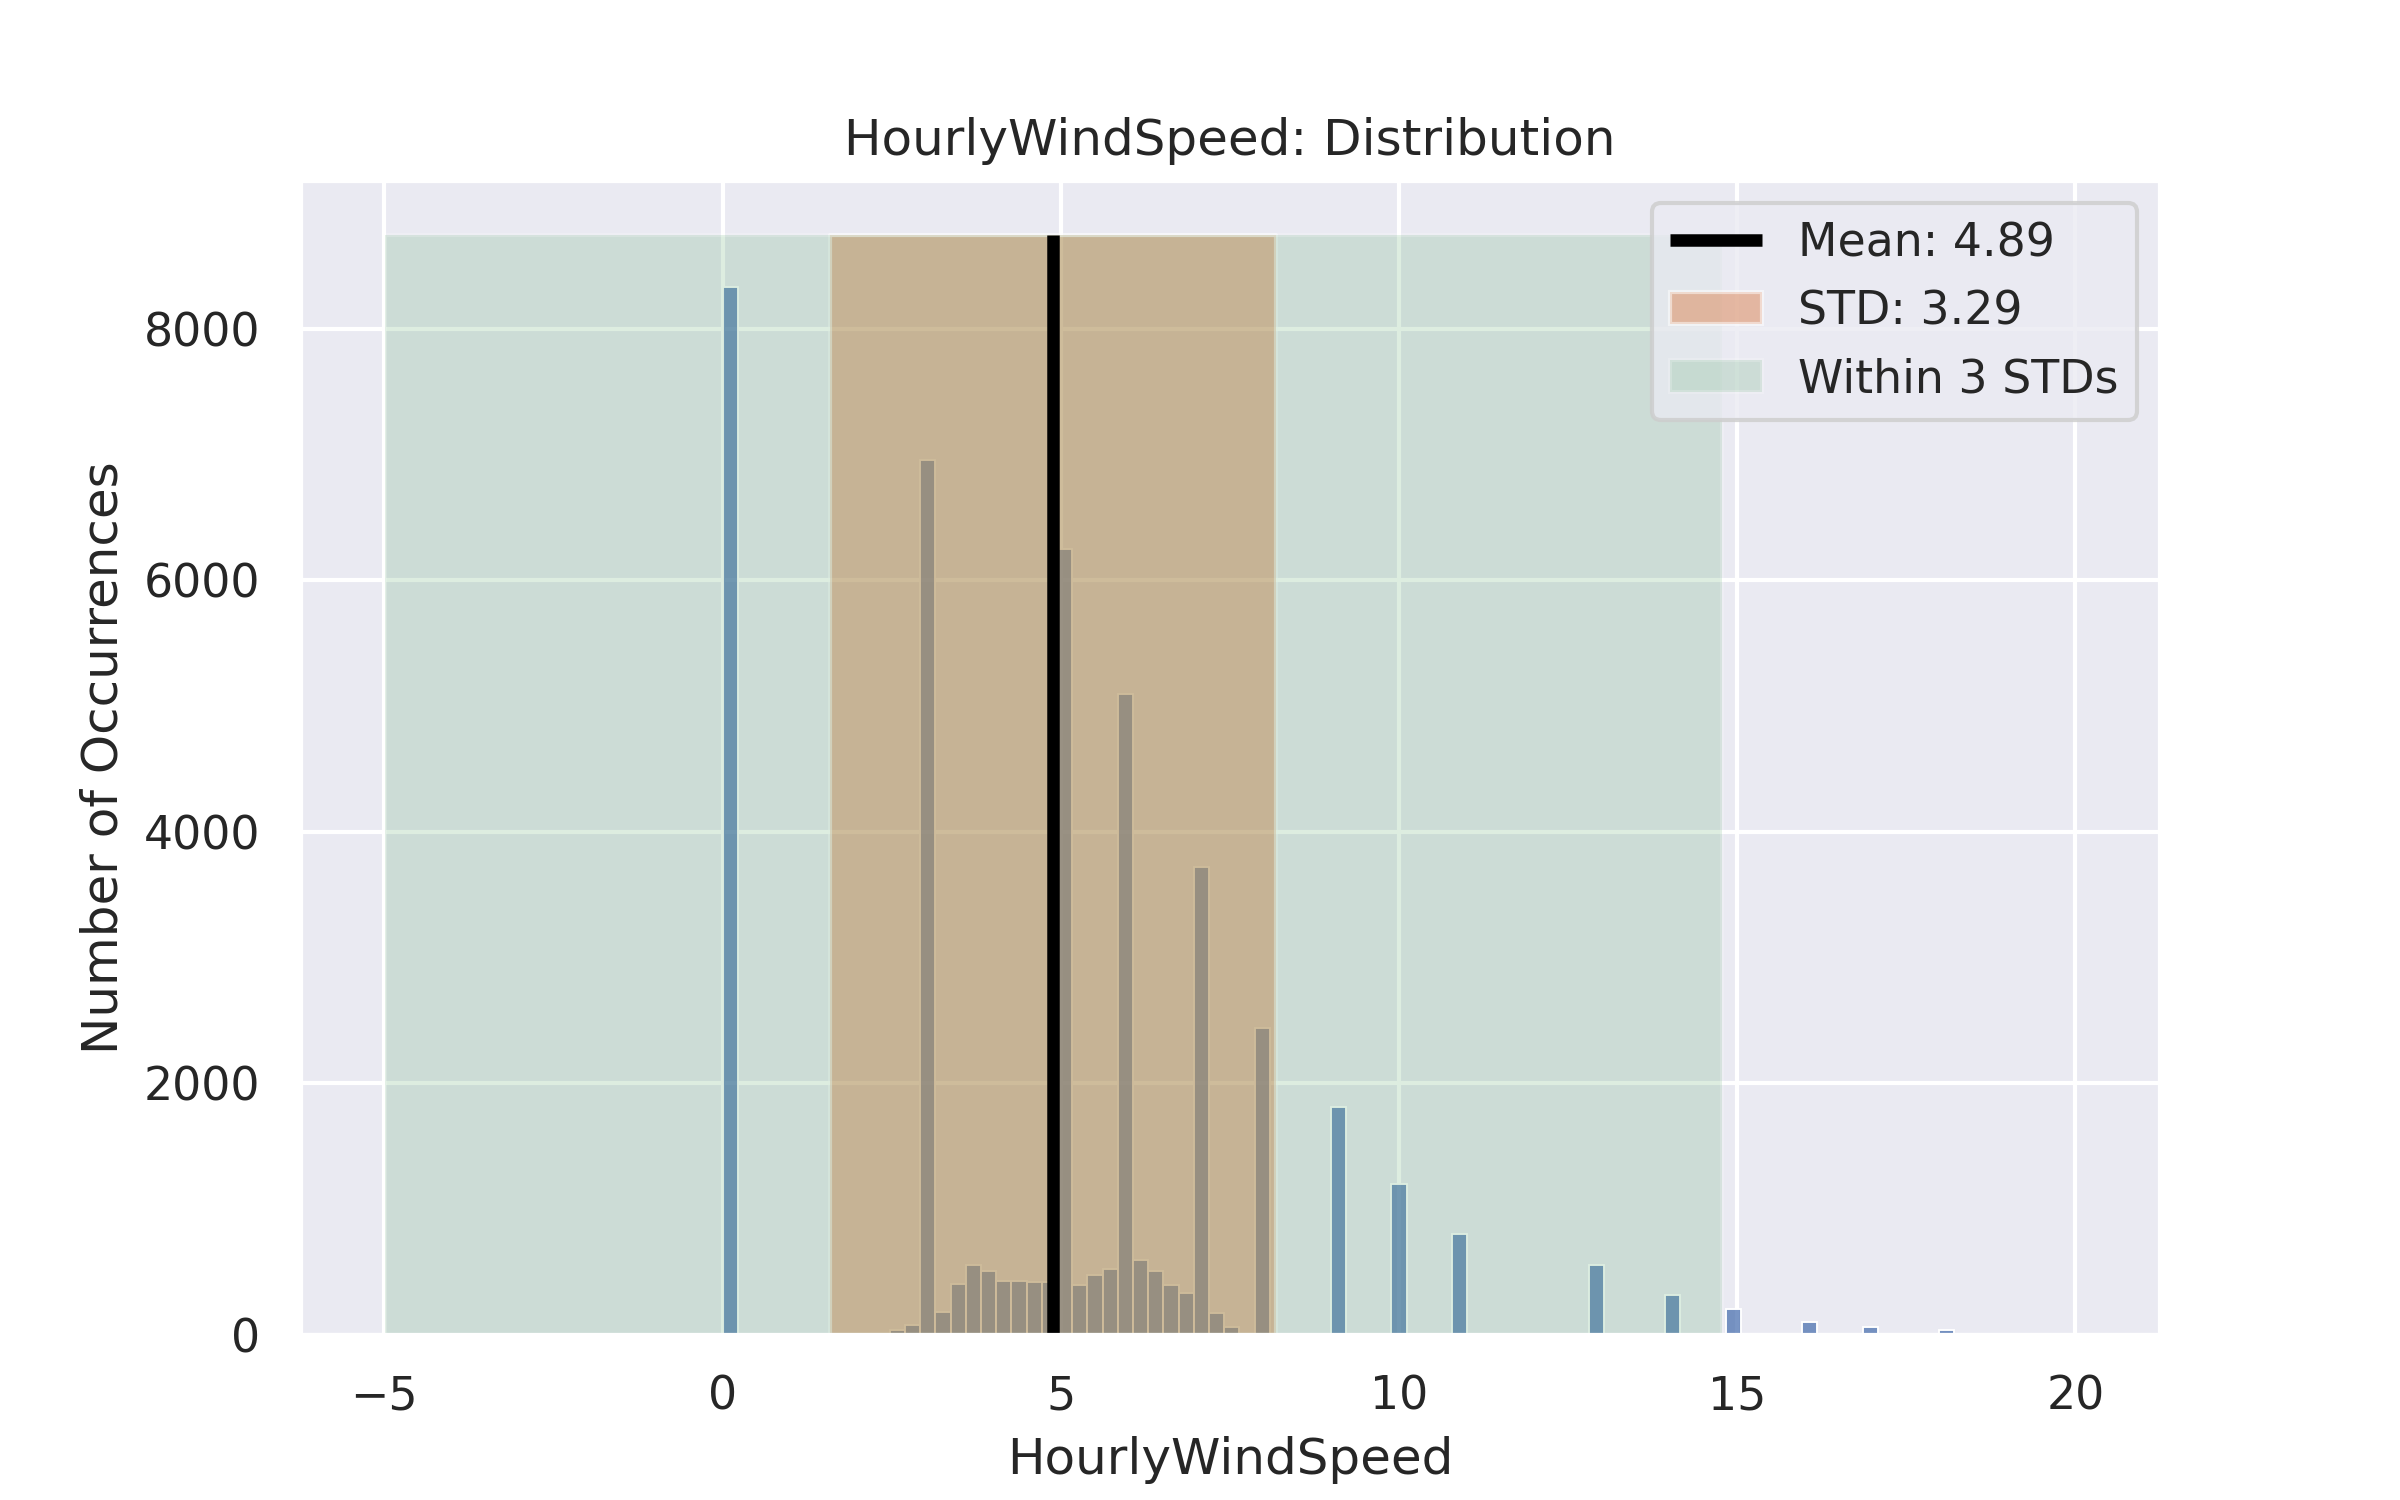 HourlyWindSpeed: Distribution
Mean: 4.89
STD: 3.29
Within 3 STDs
Number of Occurrences
8000
6000
4000
2000
0
−5 0 5 10 15 20
HourlyWindSpeed